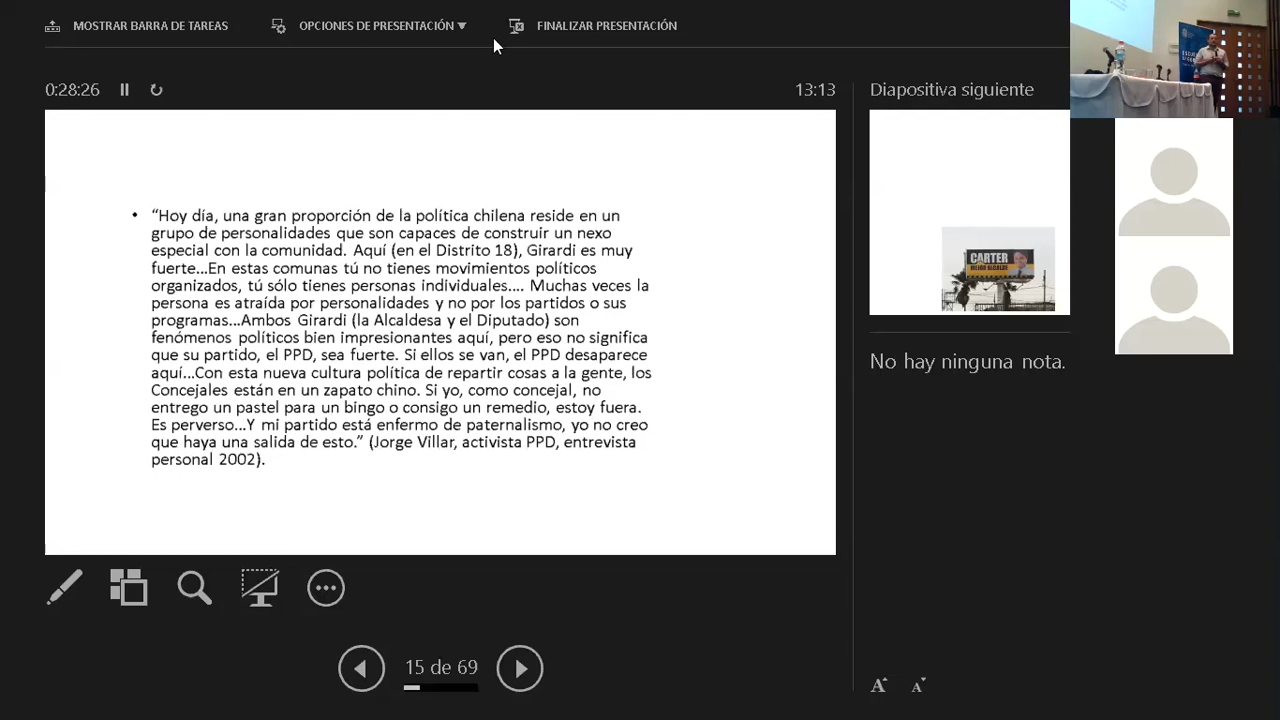 MOSTRAR BARRA DE TAREAS
OPCIONES DE PRESENTACIÓN
FINALIZAR PRESENTACIÓN
0:28:26
13:13
• “Hoy día, una gran proporción de la política chilena reside en un
grupo de personalidades que son capaces de construir un nexo
especial con la comunidad. Aquí (en el Distrito 18), Girardi es muy
fuerte...En estas comunas tú no tienes movimientos políticos
organizados, tú sólo tienes personas individuales.... Muchas veces la
persona es atraída por personalidades y no por los partidos o sus
programas...Ambos Girardi (la Alcaldesa y el Diputado) son
fenómenos políticos bien impresionantes aquí, pero eso no significa
que su partido, el PPD, sea fuerte. Si ellos se van, el PPD desaparece
aquí...Con esta nueva cultura política de repartir cosas a la gente, los
Concejales están en un zapato chino. Si yo, como concejal, no
entrego un pastel para un bingo o consigo un remedio, estoy fuera.
Es perverso...Y mi partido está enfermo de paternalismo, yo no creo
que haya una salida de esto.” (Jorge Villar, activista PPD, entrevista
personal 2002).
15 de 69
Diapositiva siguiente
CARTER
No hay ninguna nota.
A A